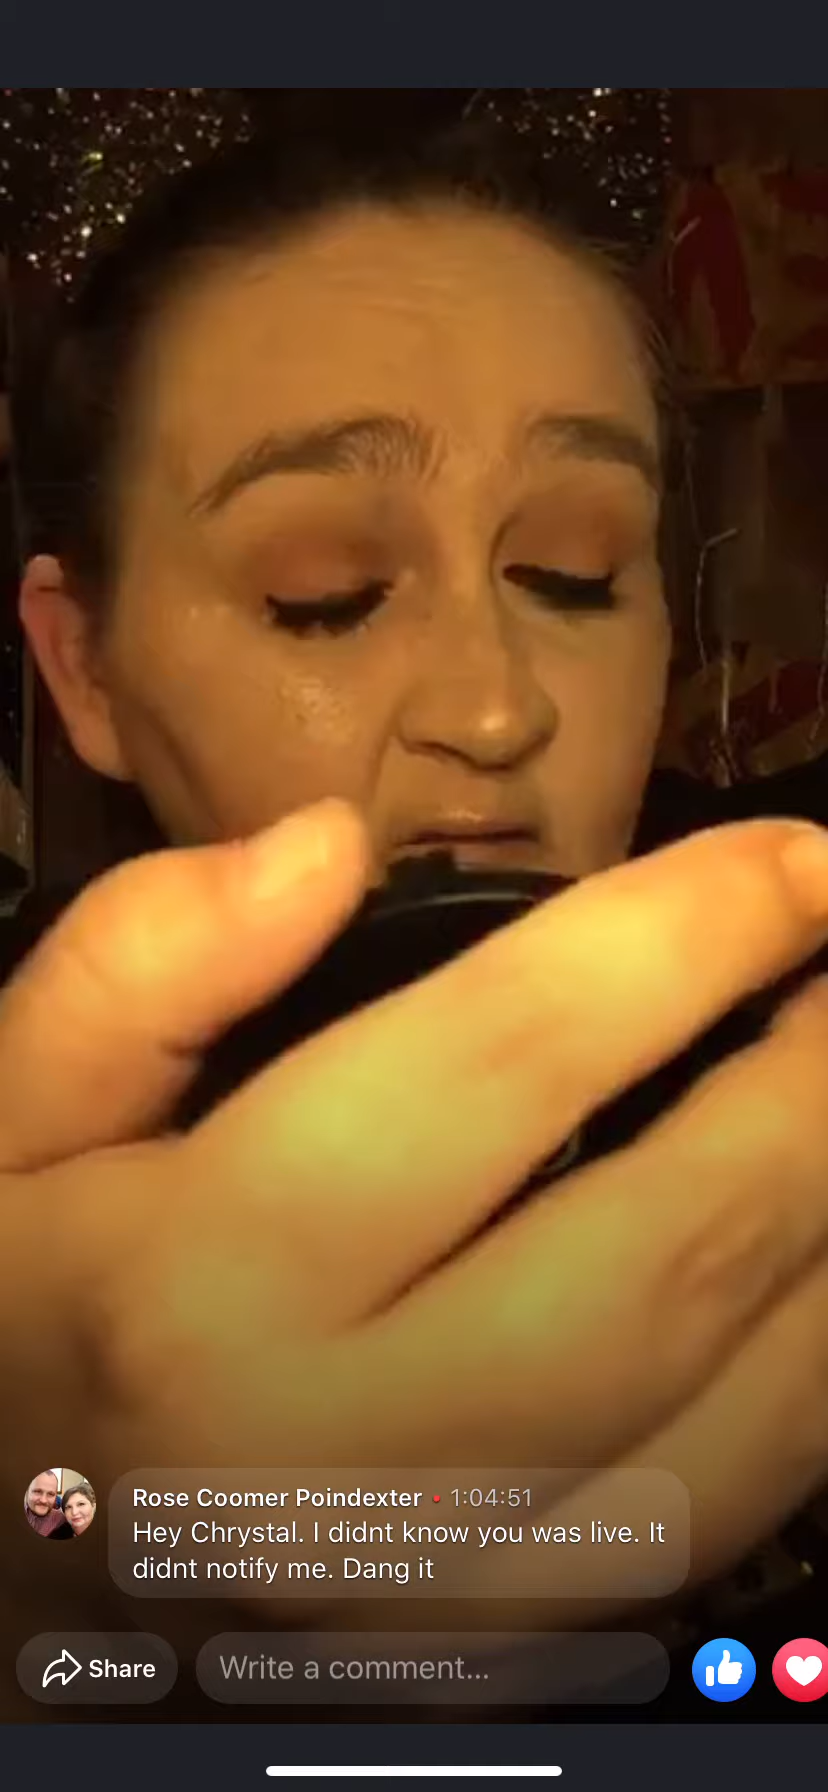 Rose Coomer Poindexter • 1:04:51
Hey Chrystal. I didnt know you was live. It
didnt notify me. Dang it
Share
Write a comment...